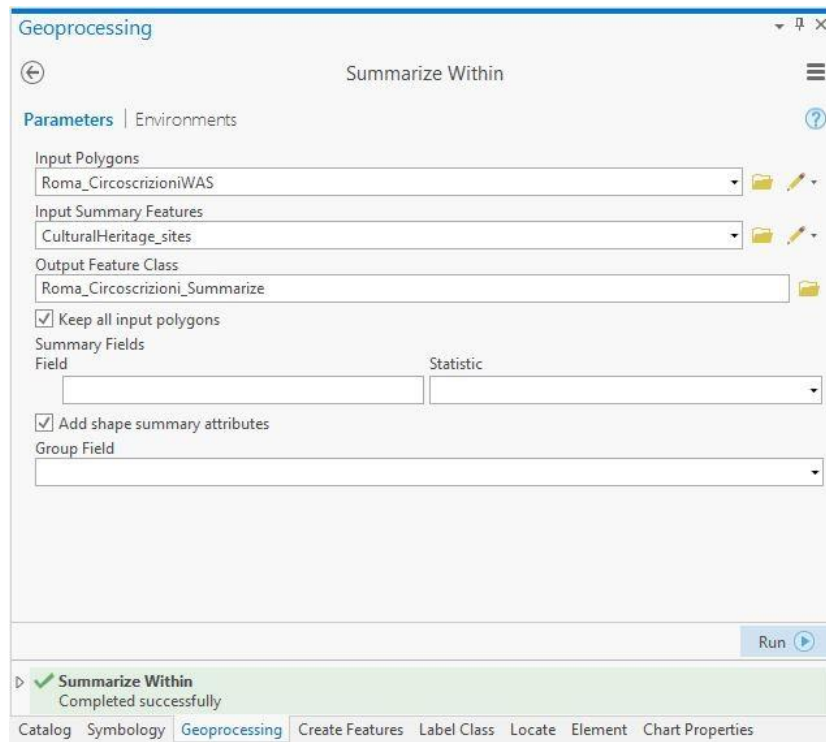 Geoprocessing
Summarize Within
Parameters | Environments
Input Polygons
Roma_CircoscrizioniWAS
Input Summary Features
CulturalHeritage_sites
Output Feature Class
Roma_Circoscrizioni_Summarize
Keep all input polygons
Summary Fields
Field Statistic
Add shape summary attributes
Group Field
Run
Summarize Within
Completed successfully
Catalog Symbology Geoprocessing Create Features Label Class Locate Element Chart Properties